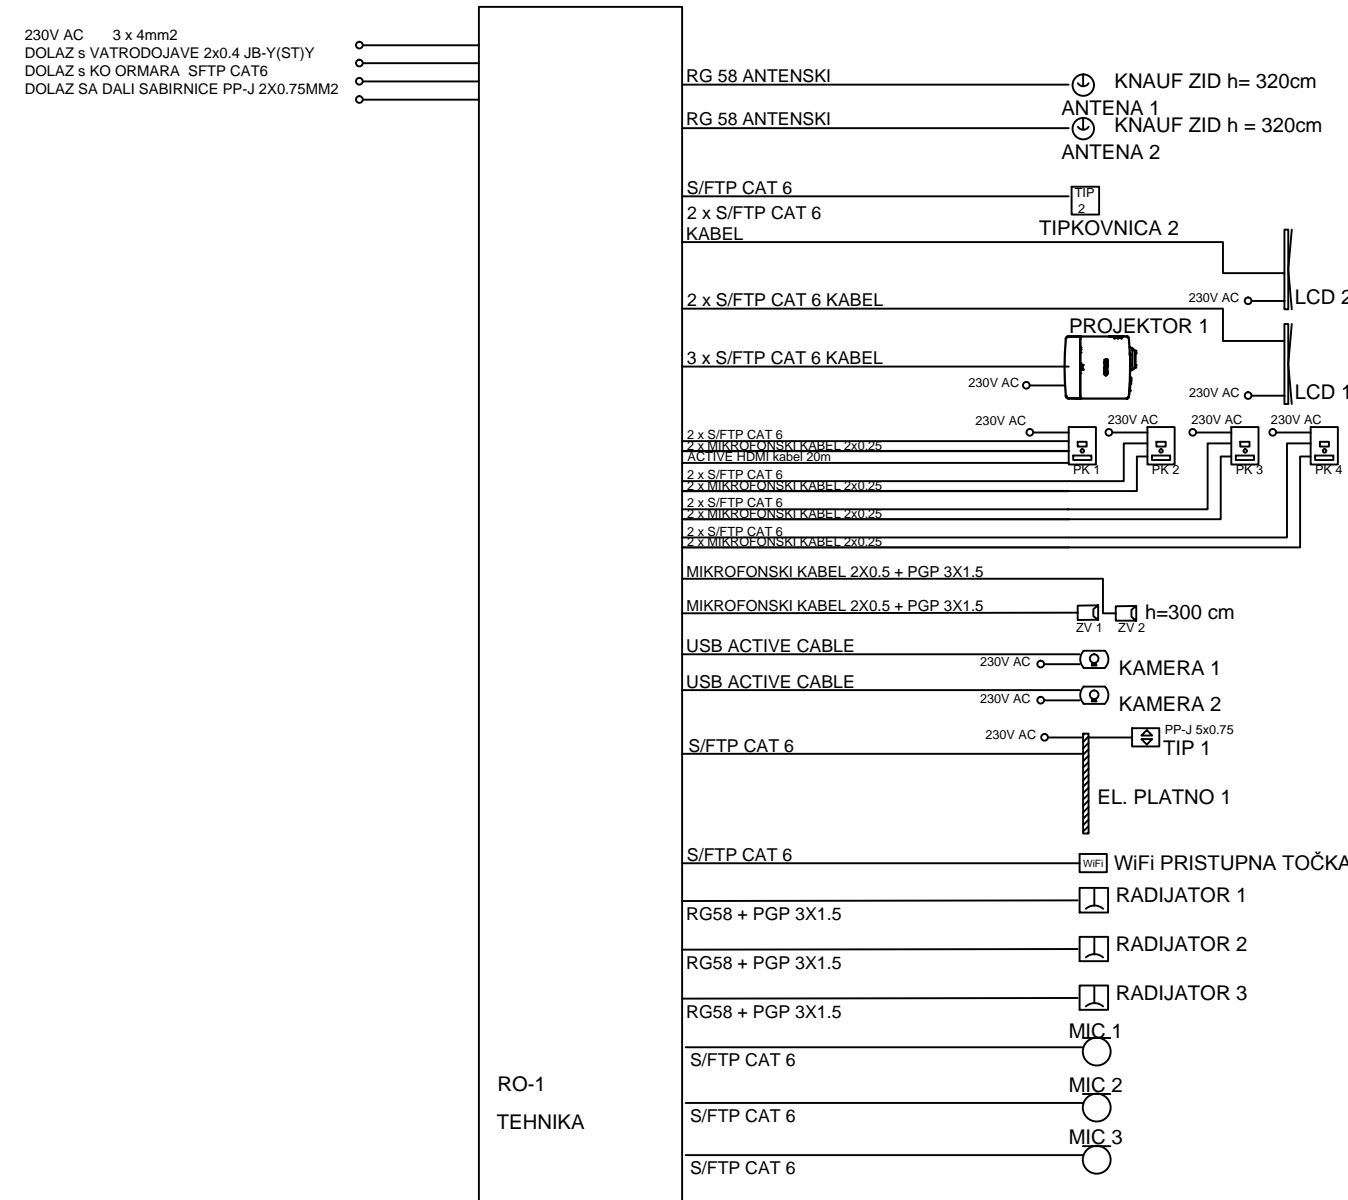 230V AC 3 x 4mm2
DOLAZ s VATRODOJAVE 2x0.4 JB-Y(ST)Y
DOLAZ s KO ORMARA SFTP CAT6
DOLAZ SA DALI SABIRNICE PP-J 2X0.75MM2
RG 58 ANTENSKI
KNAUF ZID h= 320cm
ANTENA 1
RG 58 ANTENSKI
KNAUF ZID h = 320cm
ANTENA 2
S/FTP CAT 6
TIP
2
TIPKOVNICA 2
2 x S/FTP CAT 6
KABEL
230V AC
LCD 2
2 x S/FTP CAT 6 KABEL
PROJEKTOR 1
3 x S/FTP CAT 6 KABEL
230V AC
230V AC
LCD 1
230V AC
230V AC
230V AC
230V AC
2 x S/FTP CAT 6
2 x MIKROFONSKI KABEL 2x0.25
ACTIVE HDMI kabel 20m
PK 1
PK 2
PK 3
PK 4
2 x S/FTP CAT 6
2 x MIKROFONSKI KABEL 2x0.25
2 x S/FTP CAT 6
2 x MIKROFONSKI KABEL 2x0.25
2 x S/FTP CAT 6
2 x MIKROFONSKI KABEL 2x0.25
MIKROFONSKI KABEL 2X0.5 + PGP 3X1.5
MIKROFONSKI KABEL 2X0.5 + PGP 3X1.5
h=300 cm
ZV 1
ZV 2
USB ACTIVE CABLE
230V AC
KAMERA 1
USB ACTIVE CABLE
230V AC
KAMERA 2
230V AC
PP-J 5x0.75
TIP 1
S/FTP CAT 6
EL. PLATNO 1
S/FTP CAT 6
WiFi
WiFi PRISTUPNA TOČKA
RADIJATOR 1
RG58 + PGP 3X1.5
RADIJATOR 2
RG58 + PGP 3X1.5
RADIJATOR 3
RG58 + PGP 3X1.5
MIC 1
S/FTP CAT 6
RO-1
TEHNIKA
MIC 2
S/FTP CAT 6
MIC 3
S/FTP CAT 6